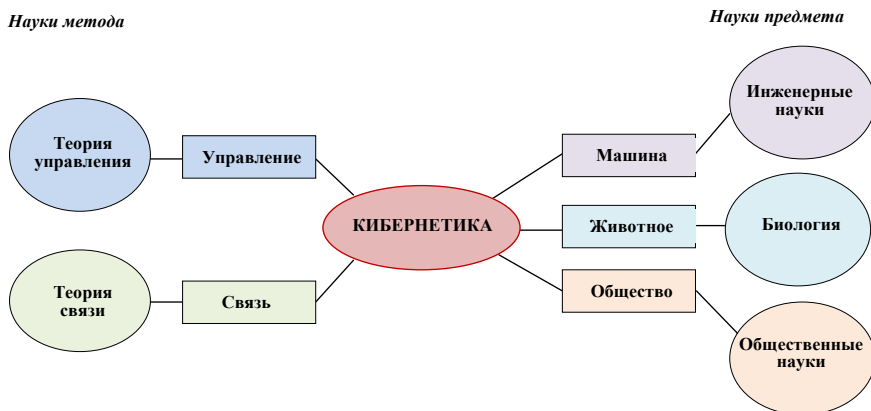 Науки метода
Науки предмета
Теория
управления
Управление
КИБЕРНЕТИКА
Машина
Инженерные
науки
Животное
Биология
Теория
связи
Связь
Общество
Общественные
науки